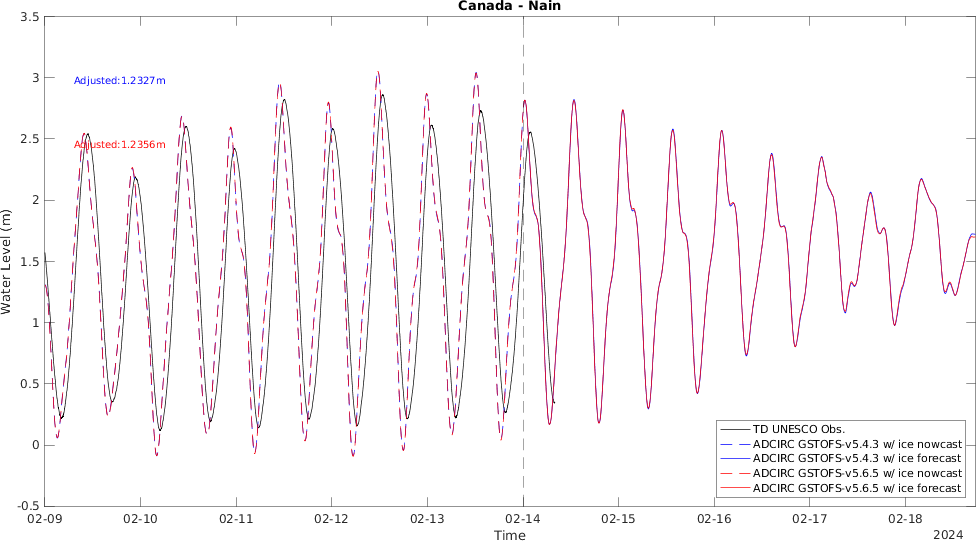 Canada - Nain
3.5
3
2.5
2
1.5
1
0.5
0
-0.5
Water Level (m)
Adjusted:1.2327m
Adjusted:1.2356m
TD UNESCO Obs.
ADCIRC GSTOFS-v5.4.3 w/ ice nowcast
ADCIRC GSTOFS-v5.4.3 w/ ice forecast
ADCIRC GSTOFS-v5.6.5 w/ ice nowcast
ADCIRC GSTOFS-v5.6.5 w/ ice forecast
02-09 02-10 02-11 02-12 02-13 02-14 02-15 02-16 02-17 02-18
Time
2024